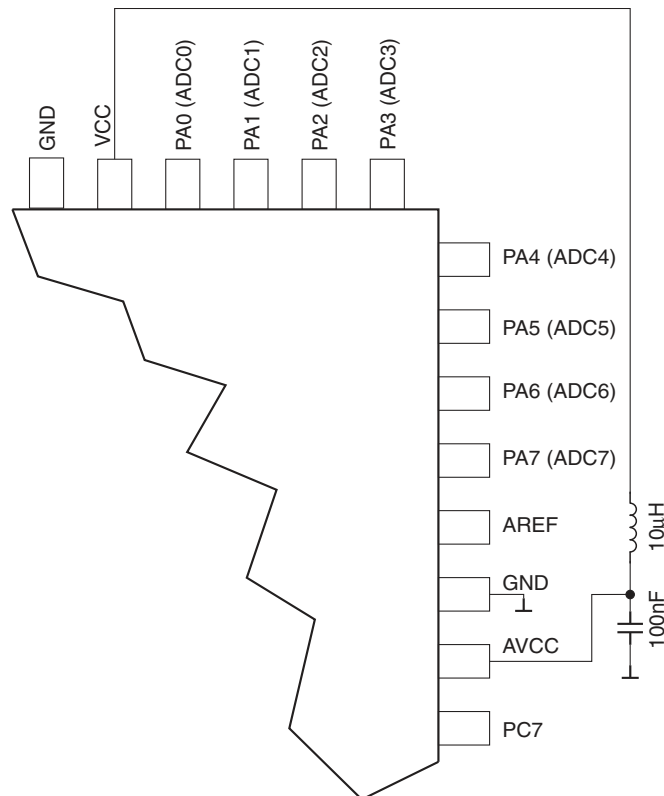 GND
VCC
PA0 (ADC0)
PA1 (ADC1)
PA2 (ADC2)
PA3 (ADC3)
PA4 (ADC4)
PA5 (ADC5)
PA6 (ADC6)
PA7 (ADC7)
AREF
10μH
GND
AVCC
100nF
PC7